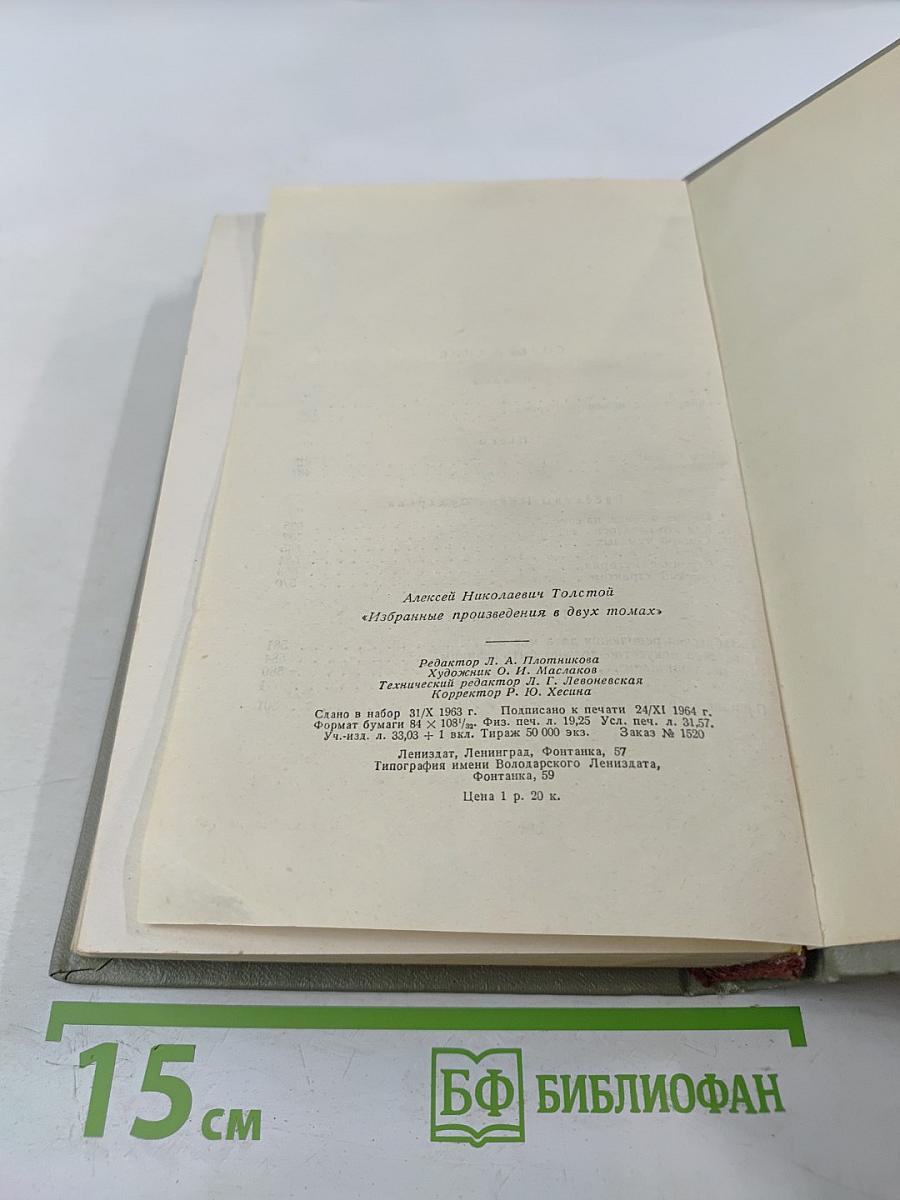 Алексей Николаевич Толстой
«Избранные произведения в двух томах»
Редактор Л. А. Плотникова
Художник О. И. Маслаков
Технический редактор Л. Г. Левоневская
Корректор Р. Ю. Хесина
Сдано в набор 31/X 1963 г. Подписано к печати 24/XI 1964 г.
Формат бумаги 84 × 108¹/₃₂. Физ. печ. л. 19,25 Усл. печ. л. 31,57.
Уч.-изд. л. 33,03 + 1 вкл. Тираж 50 000 экз. Заказ № 1520
Лениздат, Ленинград, Фонтанка, 57
Типография имени Володарского Лениздата,
Фонтанка, 59
Цена 1 р. 20 к.
15 см
БФ БИБЛИОФАН